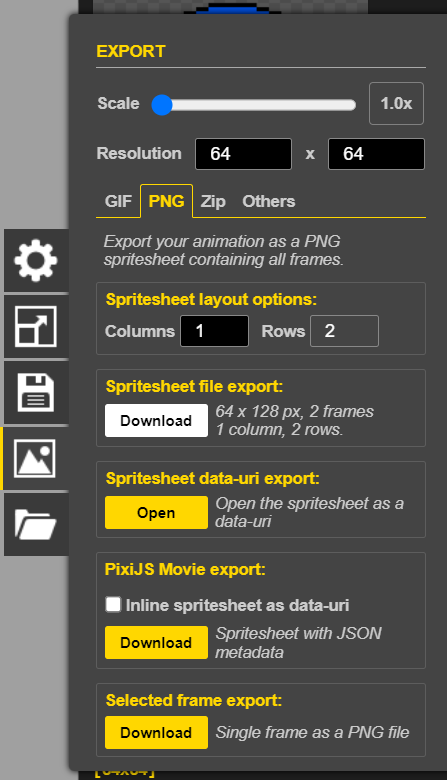 EXPORT
Scale 1.0x
Resolution 64 x 64
GIF PNG Zip Others
Export your animation as a PNG
spritesheet containing all frames.
Spritesheet layout options:
Columns 1 Rows 2
Spritesheet file export:
Download 64 x 128 px, 2 frames
1 column, 2 rows.
Spritesheet data-uri export:
Open Open the spritesheet as a
data-uri
PixiJS Movie export:
Inline spritesheet as data-uri
Download Spritesheet with JSON
metadata
Selected frame export:
Download Single frame as a PNG file
[64x64]